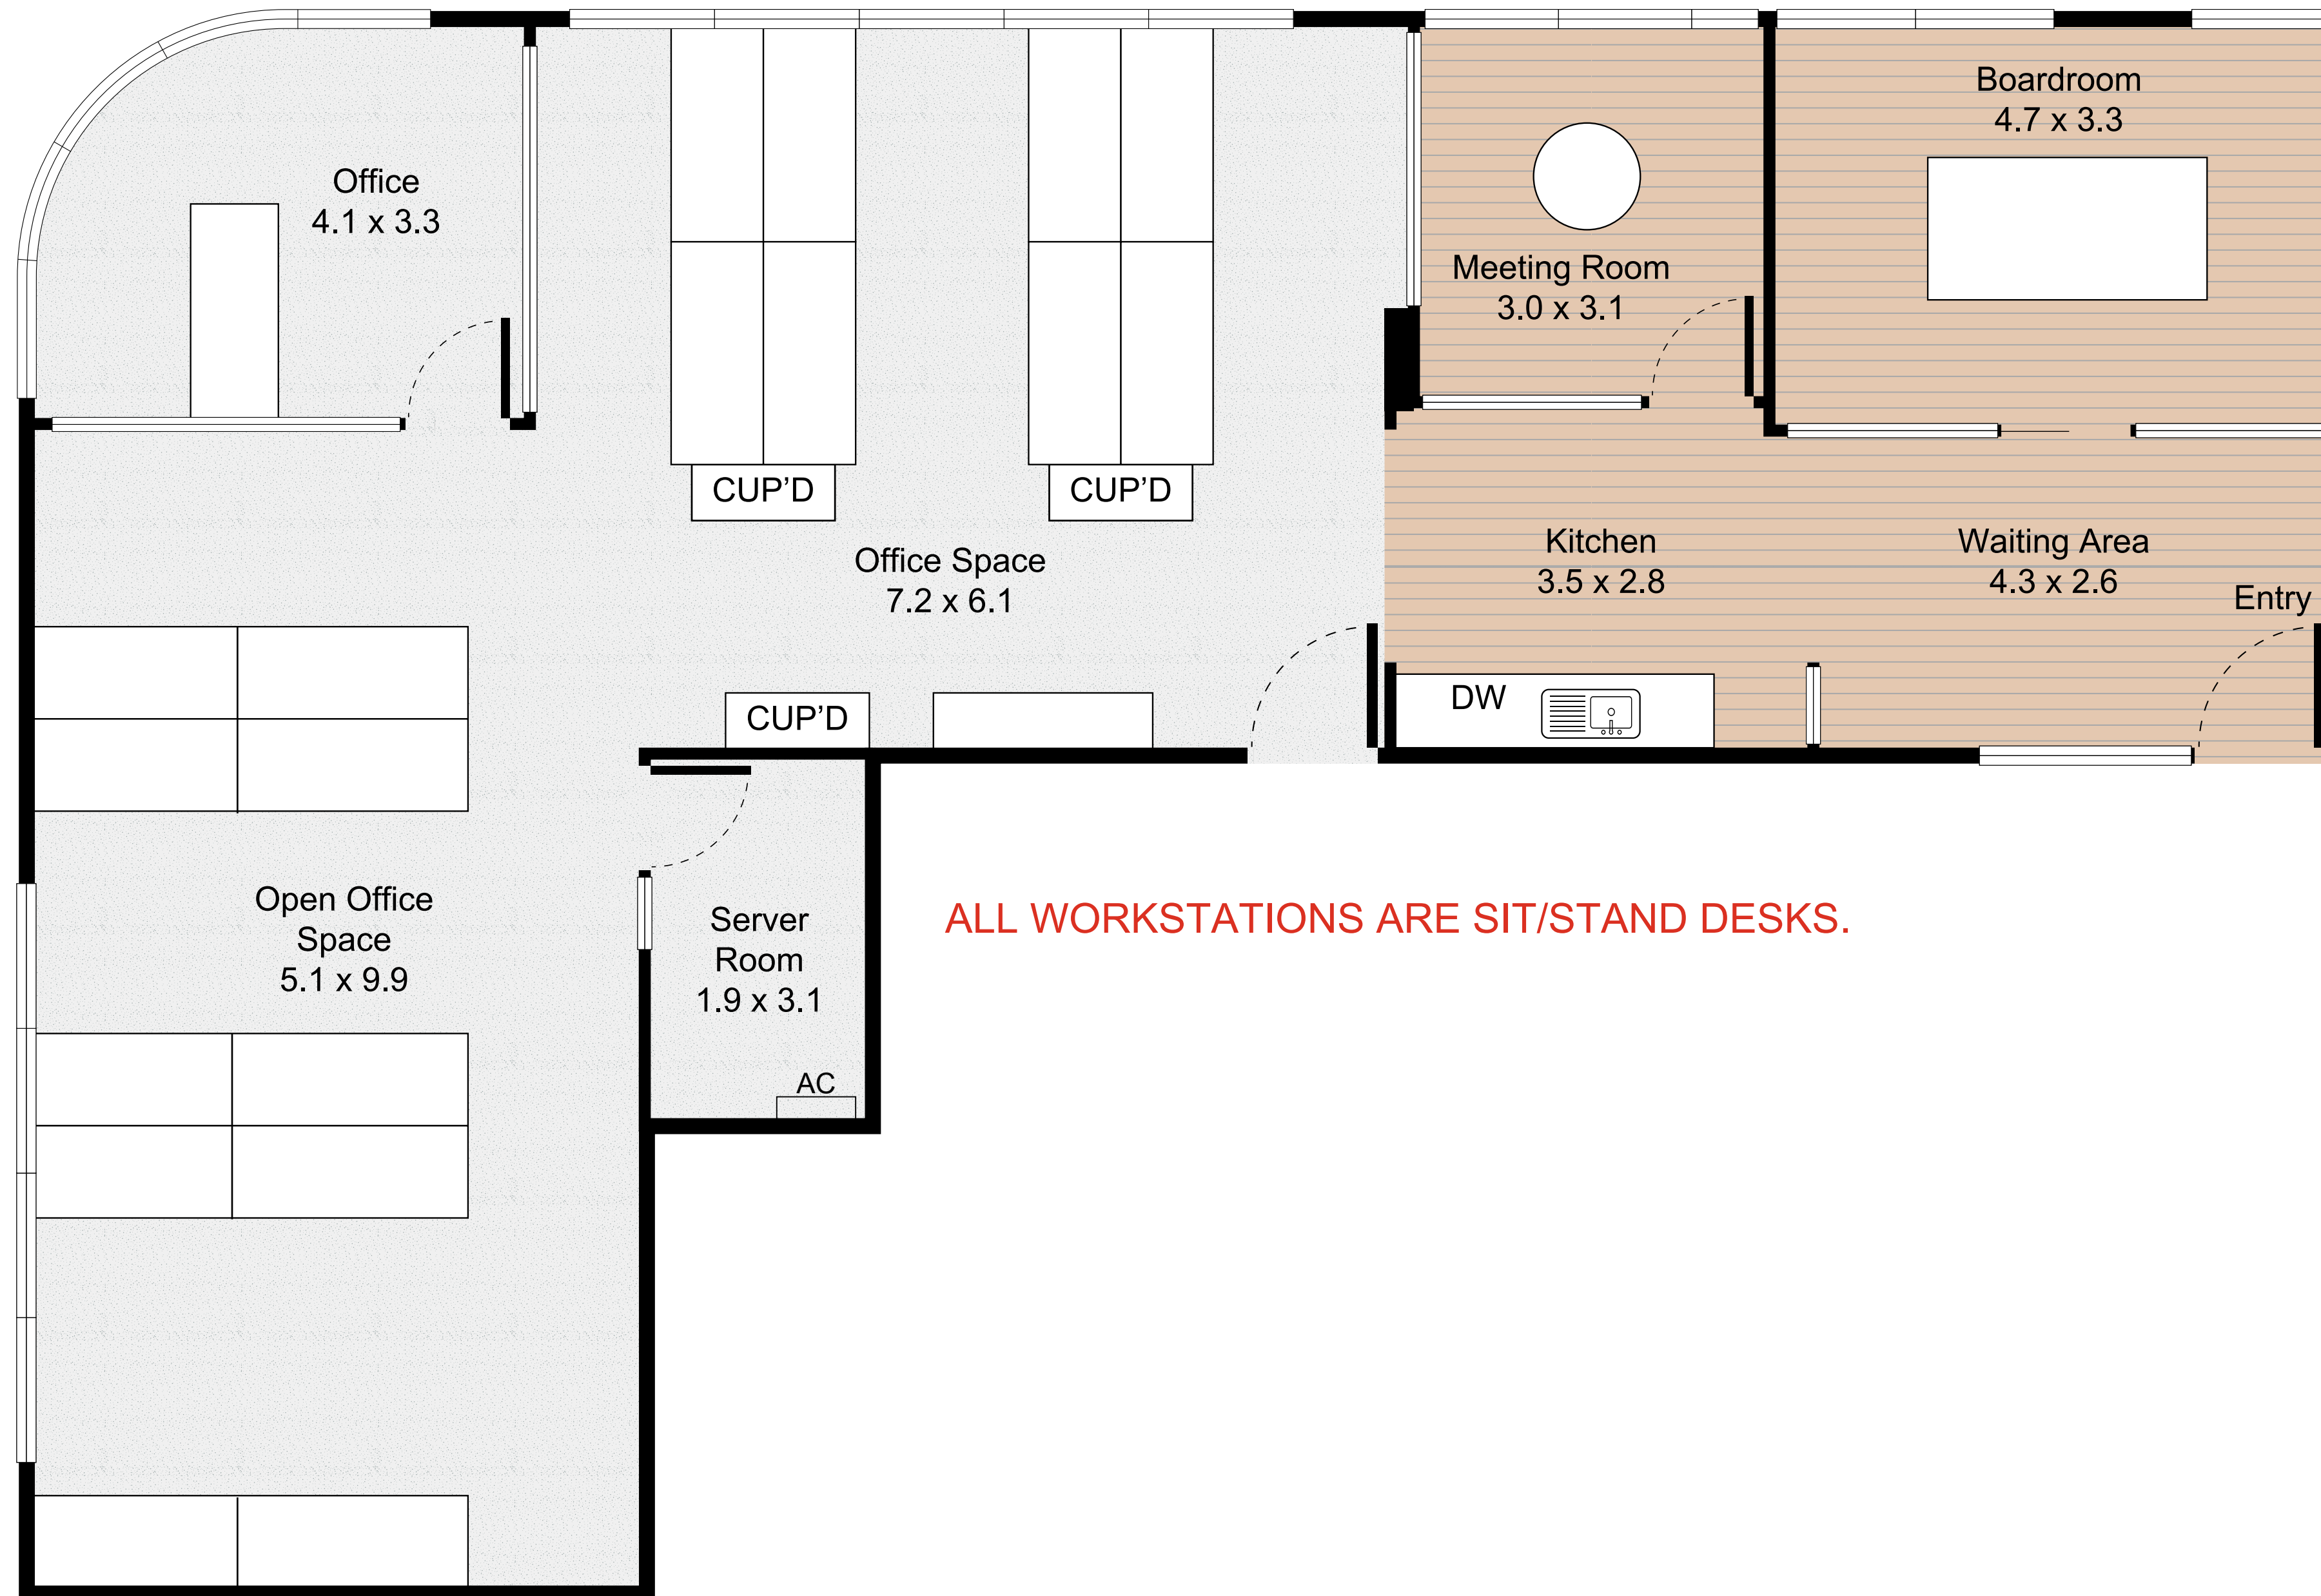 Boardroom
4.7 x 3.3
Office
4.1 x 3.3
Meeting Room
3.0 x 3.1
CUP'D
CUP'D
Office Space
7.2 x 6.1
Kitchen
3.5 x 2.8
Waiting Area
4.3 x 2.6
Entry
CUP'D
DW
Open Office
Space
5.1 x 9.9
Server
Room
1.9 x 3.1
AC
ALL WORKSTATIONS ARE SIT/STAND DESKS.